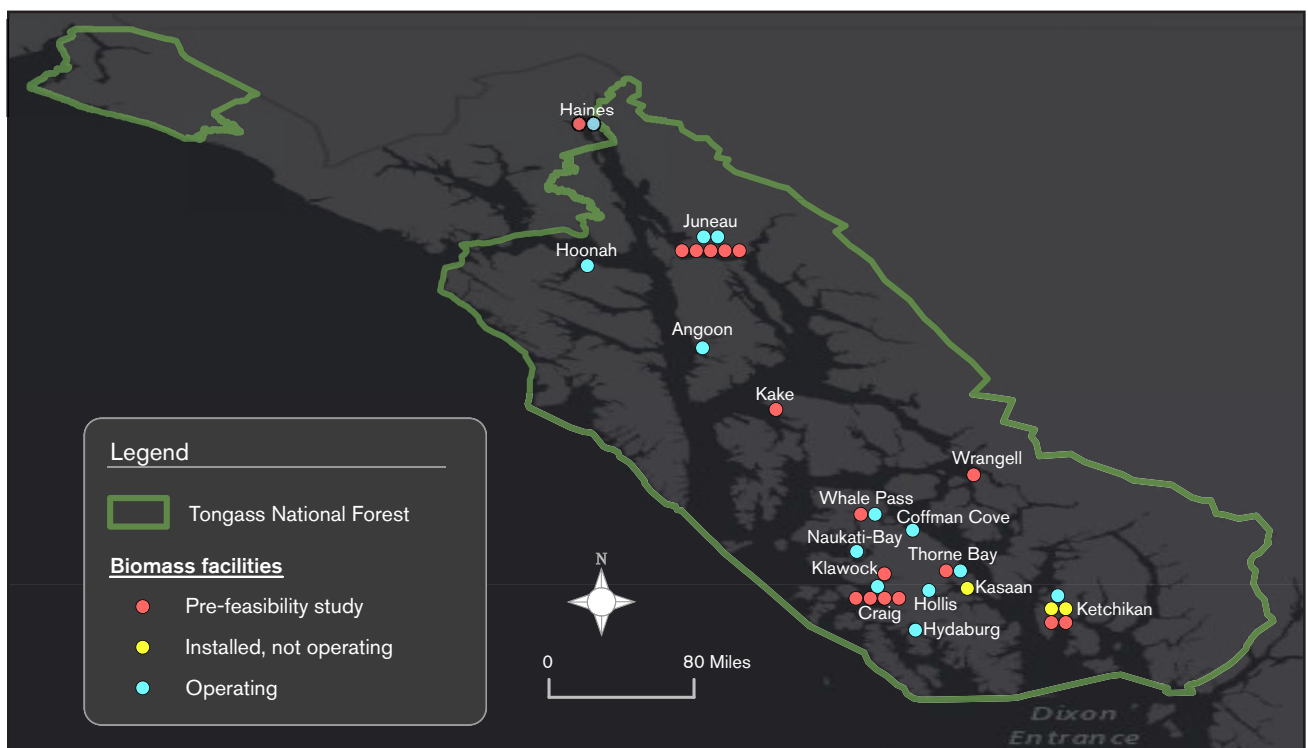 Haines
Juneau
Hoonah
Angoon
Kake
Wrangell
Whale Pass
Coffman Cove
Naukati-Bay
Thorne Bay
Klawock
Kasaan
Hollis
Craig
Ketchikan
Hydaburg
Legend
Tongass National Forest
Biomass facilities
Pre-feasibility study
Installed, not operating
Operating
N
0 80 Miles
Dixon
Entrance